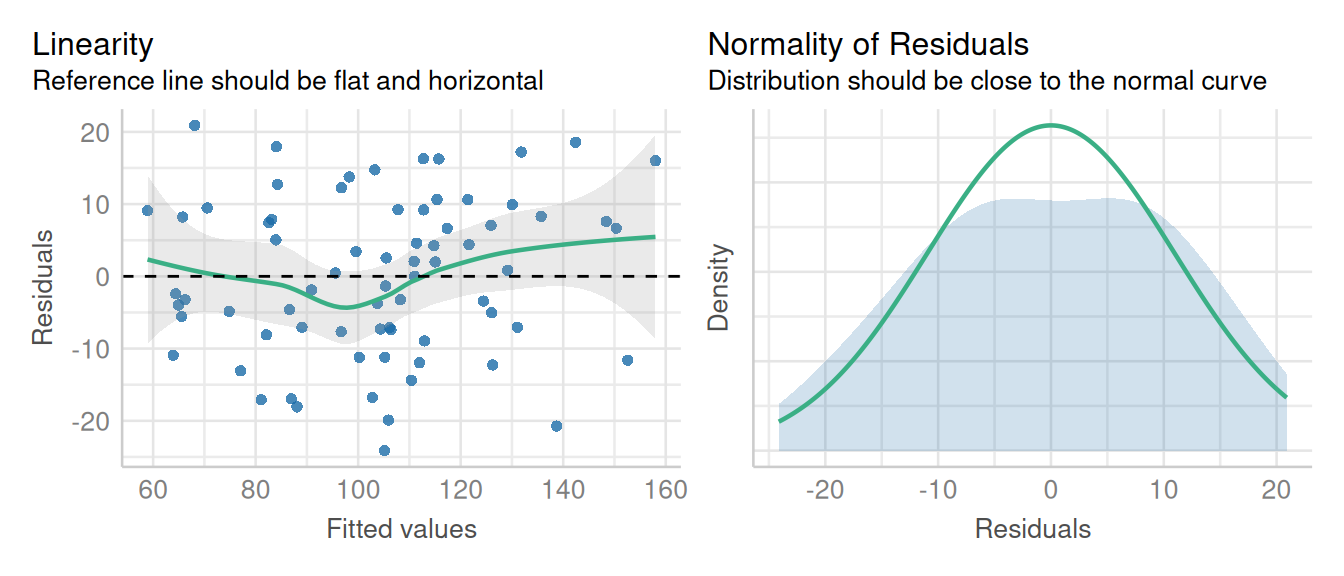 Linearity
Reference line should be flat and horizontal
Residuals
20
10
0
-10
-20
60 80 100 120 140 160
Fitted values
Normality of Residuals
Distribution should be close to the normal curve
Density
-20 -10 0 10 20
Residuals